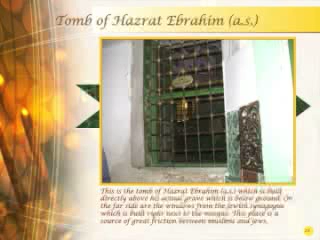 Tomb of Hazrat Ebrahim (a.s.)
This is the tomb of Hazrat Ebrahim (a.s.) which is built
directly above his actual grave which is below ground. On
the far side are the windows from the Jewish synagogue
which is built right next to the mosque. This place is a
source of great friction between muslims and jews.